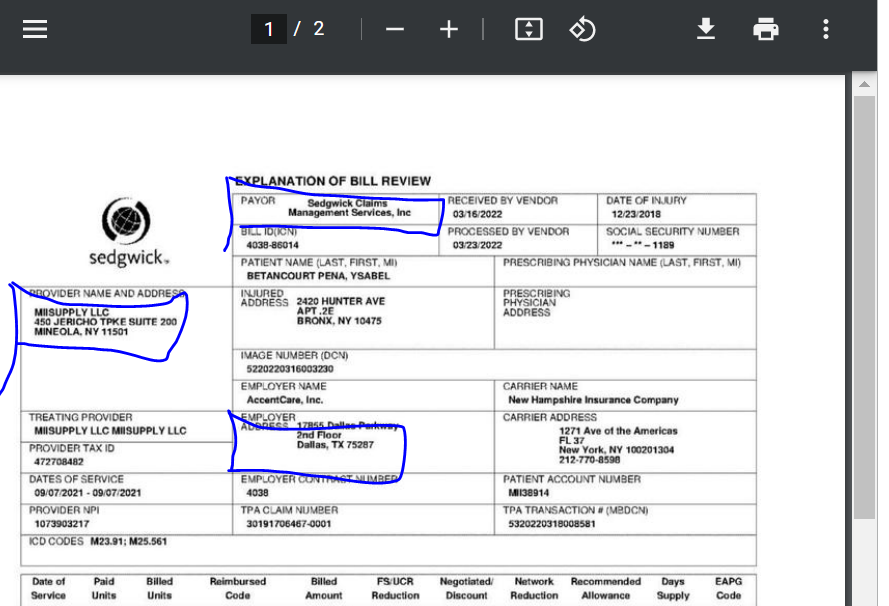 1 / 2
EXPLANATION OF BILL REVIEW
sedgwick
PAYOR Sedgwick Claims
Management Services, Inc
RECEIVED BY VENDOR
03/16/2022
DATE OF INJURY
12/23/2018
BILL ID(ICN)
4038-86014
PROCESSED BY VENDOR
03/23/2022
SOCIAL SECURITY NUMBER
*** - ** - 1189
PATIENT NAME (LAST, FIRST, MI)
BETANCOURT PENA, YSABEL
PRESCRIBING PHYSICIAN NAME (LAST, FIRST, MI)
PROVIDER NAME AND ADDRESS
MIISUPPLY LLC
450 JERICHO TPKE SUITE 200
MINEOLA, NY 11501
INJURED
ADDRESS 2420 HUNTER AVE
APT .2E
BRONX, NY 10475
PRESCRIBING
PHYSICIAN
ADDRESS
IMAGE NUMBER (DCN)
5220220316003230
EMPLOYER NAME
AccentCare, Inc.
CARRIER NAME
New Hampshire Insurance Company
TREATING PROVIDER
MIISUPPLY LLC MIISUPPLY LLC
EMPLOYER
ADDRESS 17855 Dallas Parkway
2nd Floor
Dallas, TX 75287
CARRIER ADDRESS
1271 Ave of the Americas
FL 37
New York, NY 100201304
212-770-8598
PROVIDER TAX ID
472708482
DATES OF SERVICE
09/07/2021 - 09/07/2021
EMPLOYER CONTRACT NUMBER
4038
PATIENT ACCOUNT NUMBER
MII38914
PROVIDER NPI
1073903217
TPA CLAIM NUMBER
30191706467-0001
TPA TRANSACTION # (MBDCN)
5320220318008581
ICD CODES M23.91; M25.561
Date of Service
Paid Units
Billed Units
Reimbursed Code
Billed Amount
FS/UCR Reduction
Negotiated/ Discount
Network Reduction
Recommended Allowance
Days Supply
EAPG Code